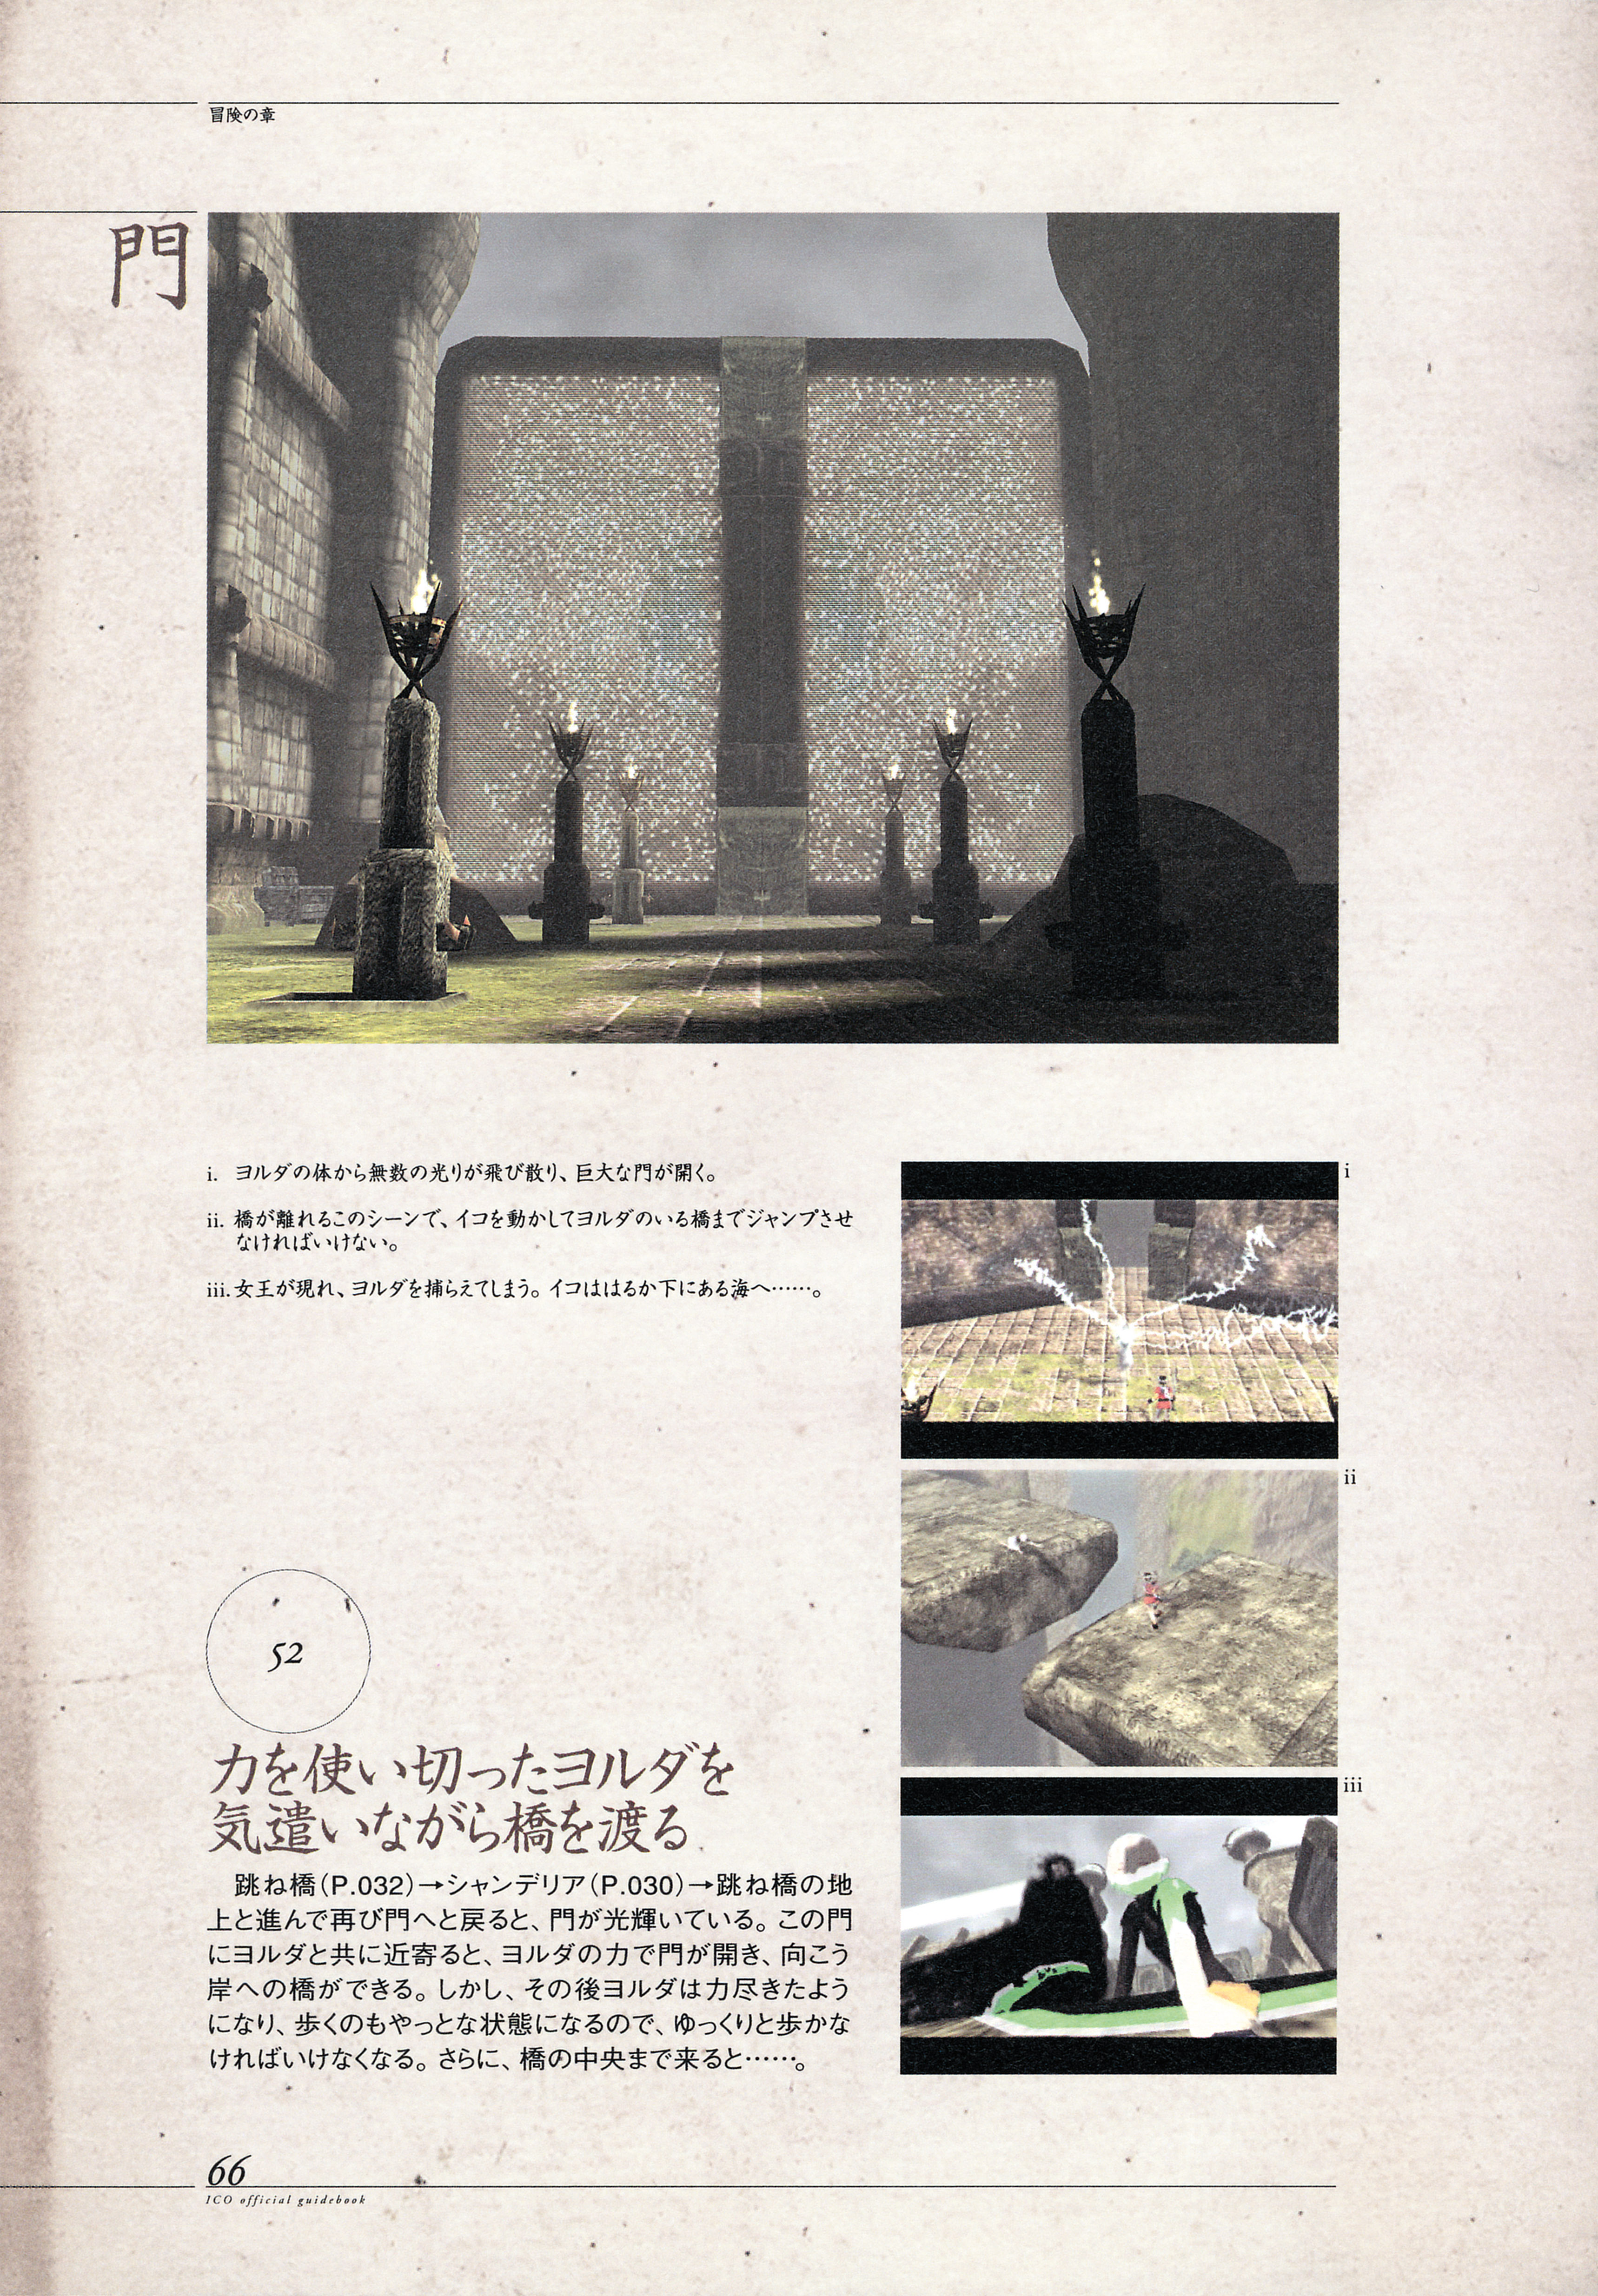 冒険の章
門
i. ヨルダの体から無数の光りが飛び散り、巨大な門が開く。
ii. 橋が離れるこのシーンで、イコを動かしてヨルダのいる橋までジャンプさせ
なければいけない。
iii. 女王が現れ、ヨルダを捕らえてしまう。イコははるか下にある海へ……。
i
ii
iii
52
力を使い切ったヨルダを
気遣いながら橋を渡る
跳ね橋(P.032)→シャンデリア(P.030)→跳ね橋の地
上と進んで再び門へと戻ると、門が光輝いている。この門
にヨルダと共に近寄ると、ヨルダの力で門が開き、向こう
岸への橋ができる。しかし、その後ヨルダは力尽きたよう
になり、歩くのもやっとな状態になるので、ゆっくりと歩かな
ければいけなくなる。さらに、橋の中央まで来ると……。
66
ICO official guidebook